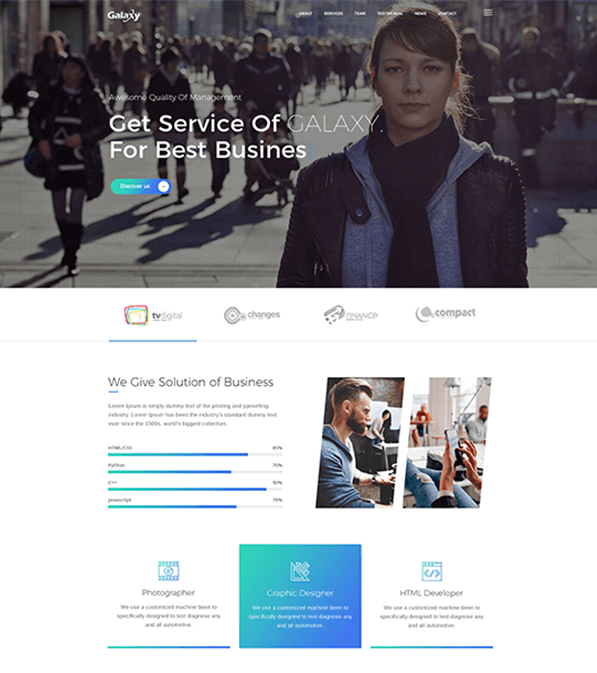 Galaxy
ABOUT SERVICES TEAM TESTIMONIAL NEWS CONTACT
Awesome Quality Of Management
Get Service Of GALAXY.
For Best Busines
Discover us
tvdigital
changes
FINANCE
compact
We Give Solution of Business
Lorem Ipsum is simply dummy text of the printing and ypesetting
industry. Lorem Ipsum has been the industry's standard dummy text
ever since the 1500s, world's biggest collection.
HTML/CSS 85%
Python 70%
C++ 90%
Javascript 78%
Photographer
We use a customized machine been to
specifically designed to test diagnose any
and all automotive.
Graphic Designer
We use a customized machine been to
specifically designed to test diagnose any
and all automotive.
HTML Developer
We use a customized machine been to
specifically designed to test diagnose any
and all automotive.